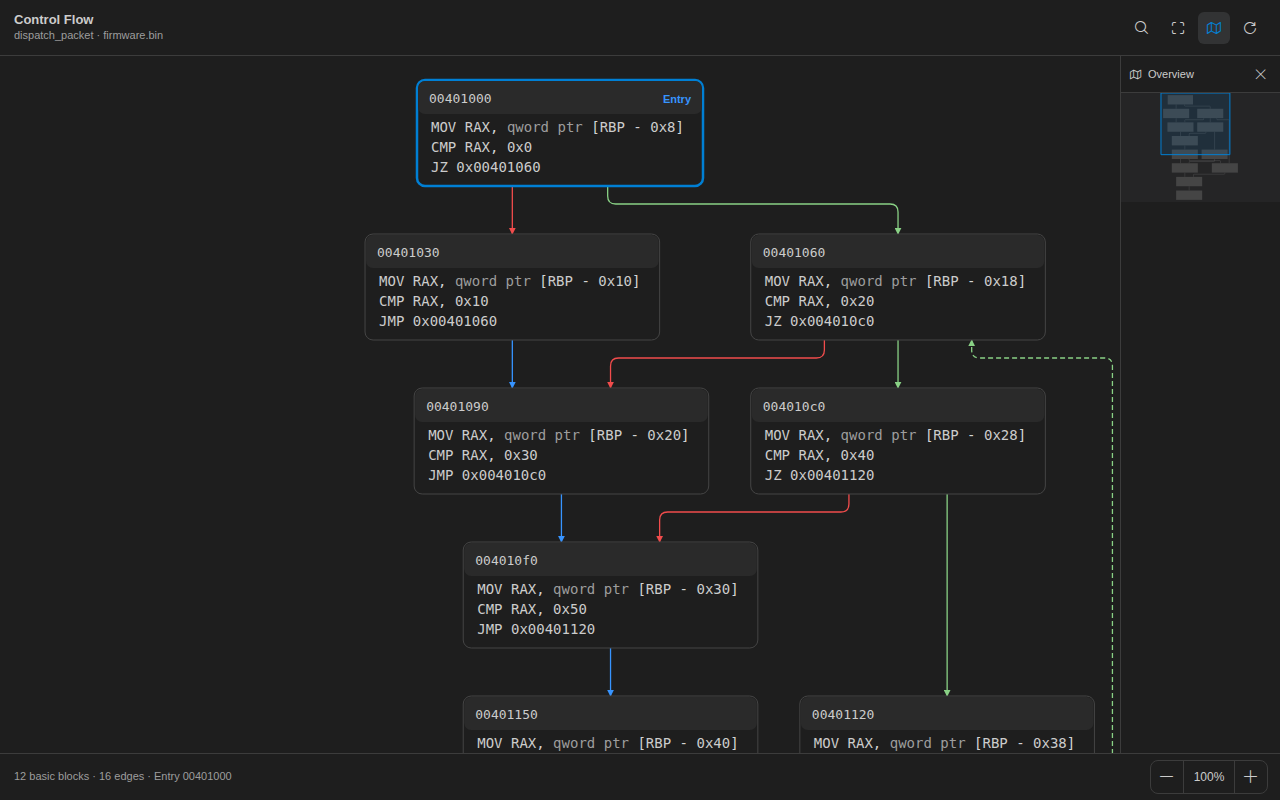 Control Flow
dispatch_packet · firmware.bin
Overview
00401000 Entry
MOV RAX, qword ptr [RBP - 0x8]
CMP RAX, 0x0
JZ 0x00401060
00401030
MOV RAX, qword ptr [RBP - 0x10]
CMP RAX, 0x10
JMP 0x00401060
00401060
MOV RAX, qword ptr [RBP - 0x18]
CMP RAX, 0x20
JZ 0x004010c0
00401090
MOV RAX, qword ptr [RBP - 0x20]
CMP RAX, 0x30
JMP 0x004010c0
004010c0
MOV RAX, qword ptr [RBP - 0x28]
CMP RAX, 0x40
JZ 0x00401120
004010f0
MOV RAX, qword ptr [RBP - 0x30]
CMP RAX, 0x50
JMP 0x00401120
00401150
MOV RAX, qword ptr [RBP - 0x40]
00401120
MOV RAX, qword ptr [RBP - 0x38]
12 basic blocks · 16 edges · Entry 00401000
100%